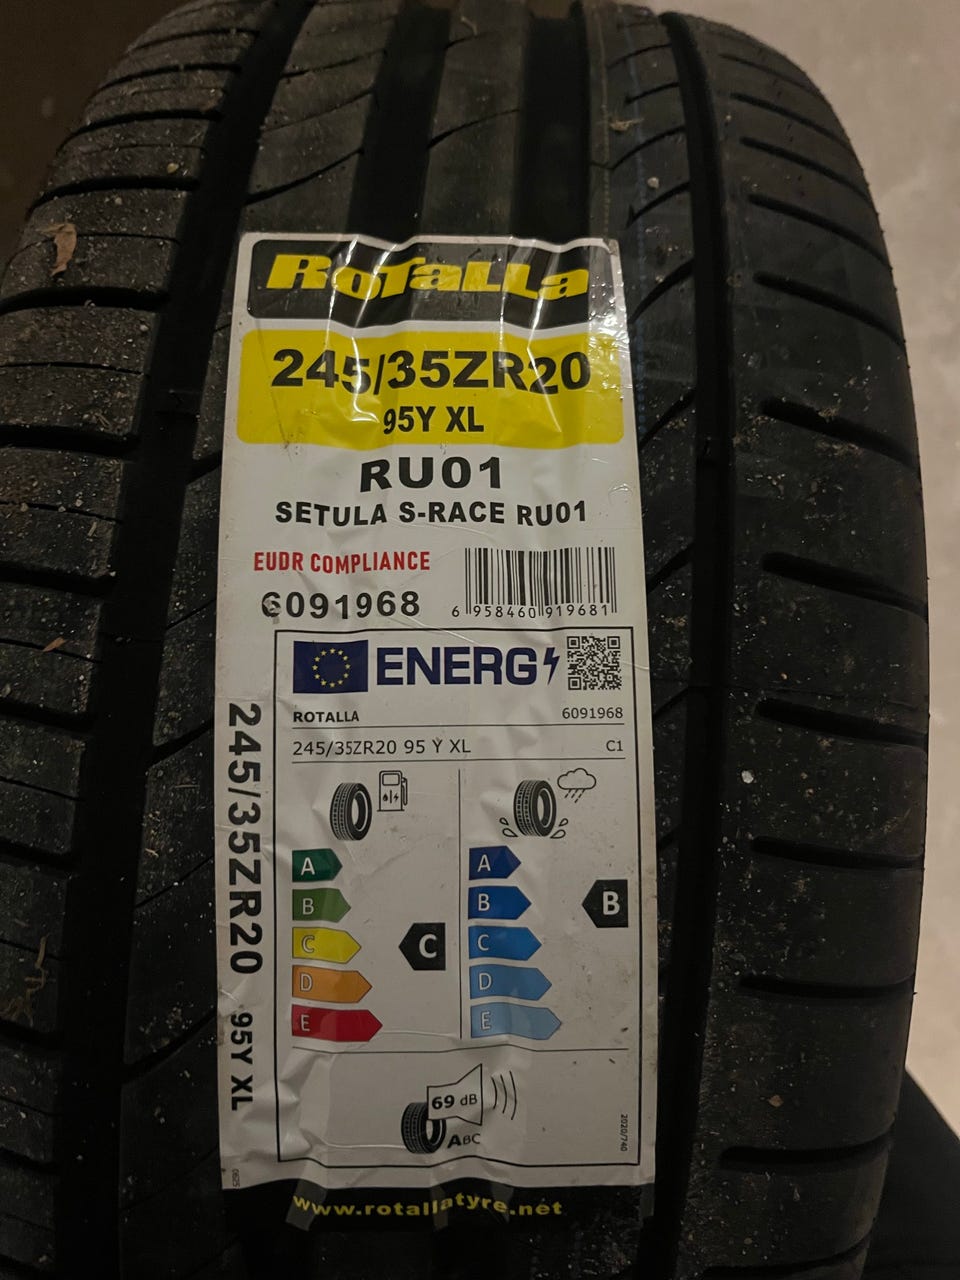 RoTaLLa
245/35ZR20
95Y XL
RU01
SETULA S-RACE RU01
EUDR COMPLIANCE
6091968
6 958460 919681
ENERG
ROTALLA 6091968
245/35ZR20 95 Y XL C1
A
B
C
D
E
C
A
B
C
D
E
B
69 dB
ABC
2020/740
245/35ZR20 95Y XL
www.rotallatyre.net